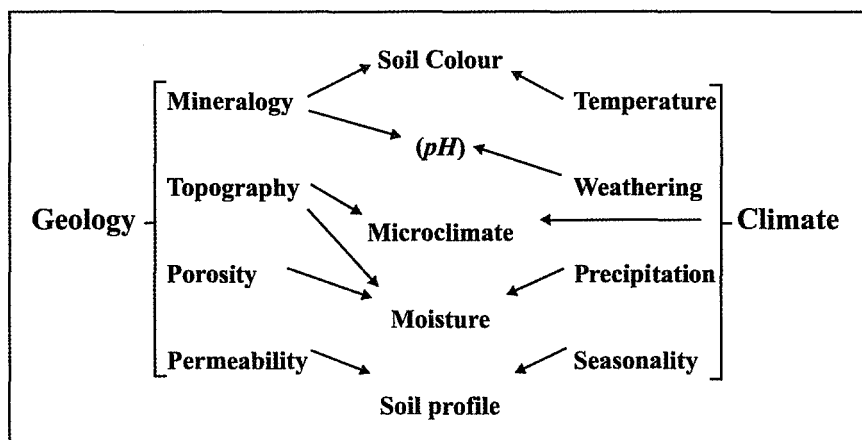 Soil Colour
Mineralogy
Temperature
(pH)
Topography
Weathering
Geology
Microclimate
Climate
Porosity
Precipitation
Moisture
Permeability
Seasonality
Soil profile